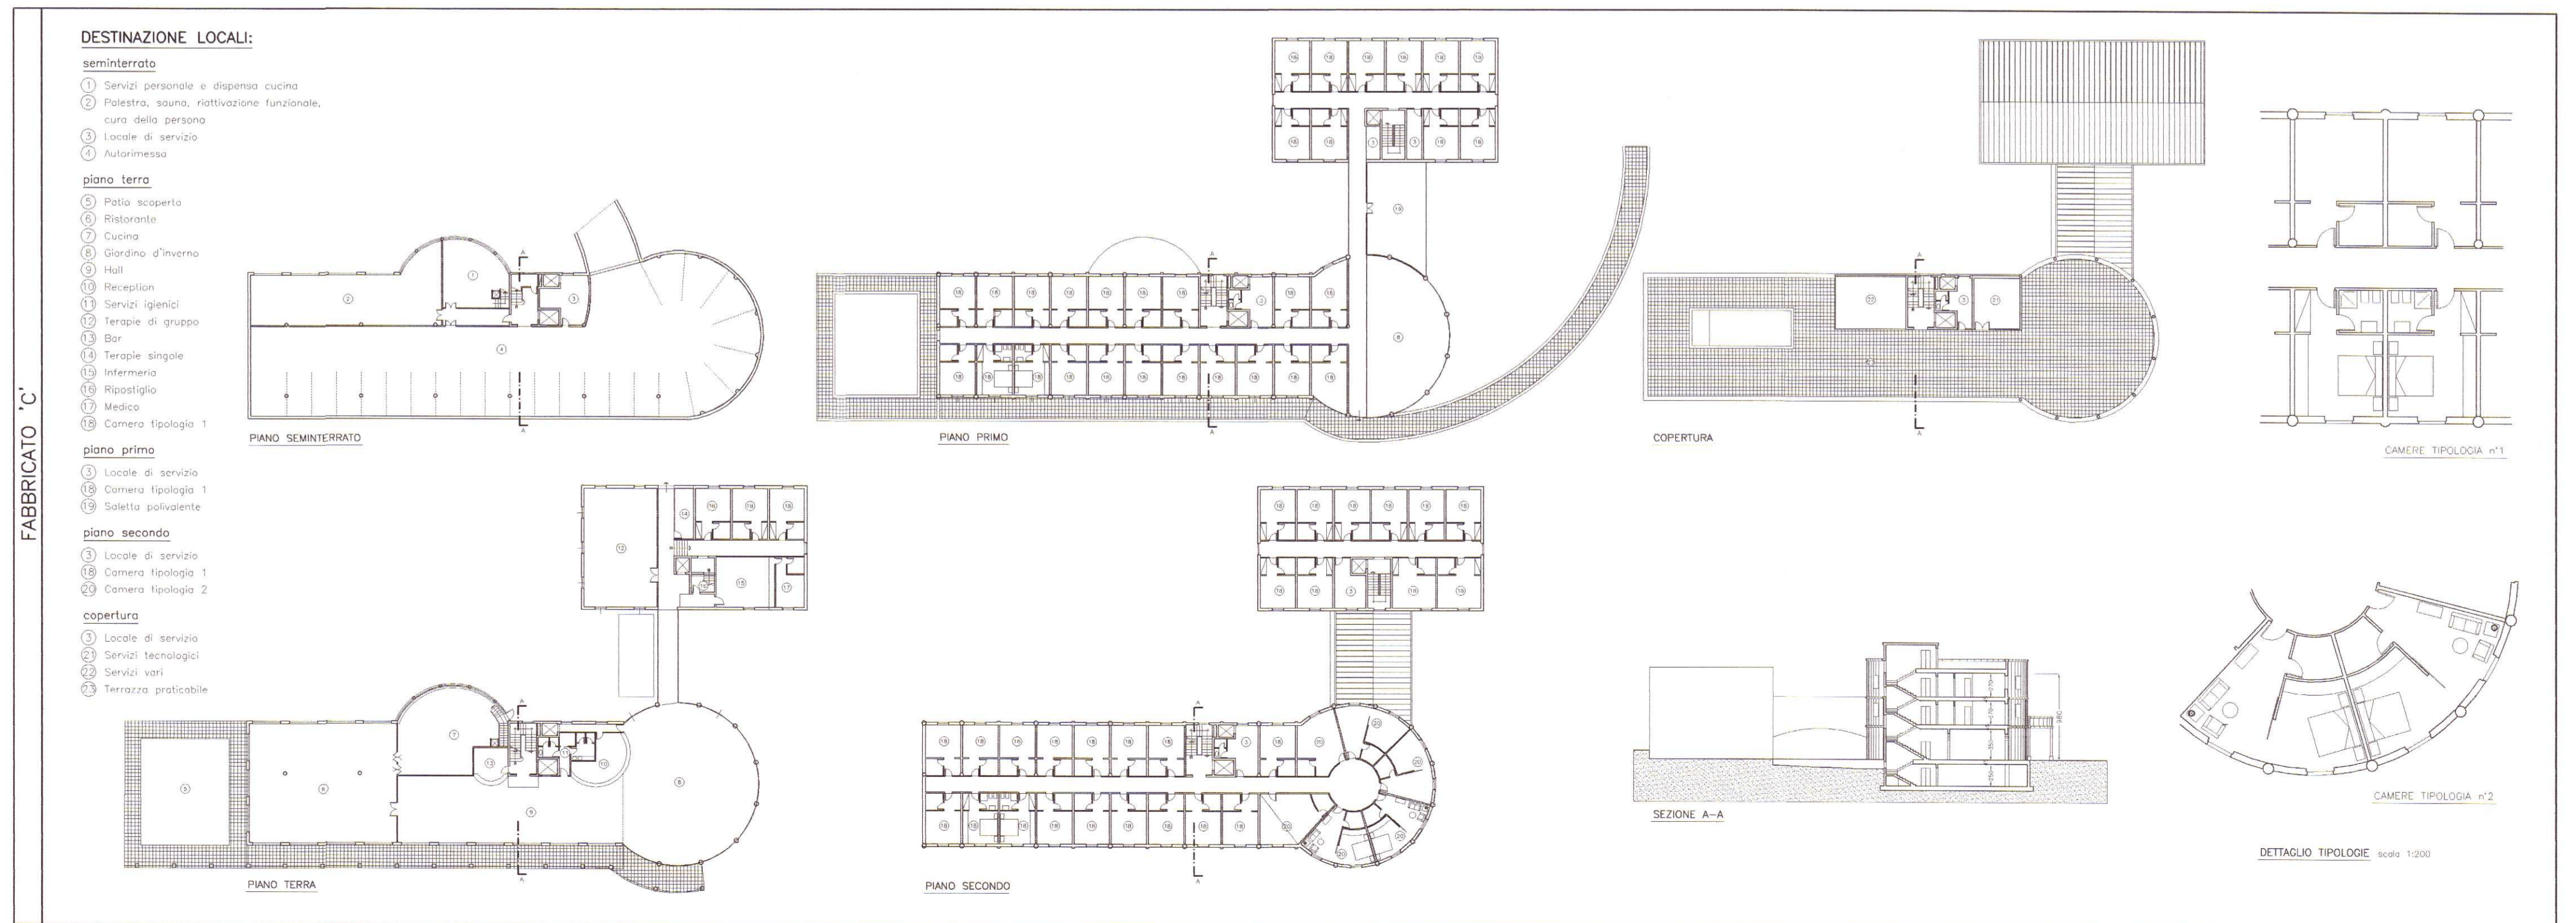 FABBRICATO 'C'
DESTINAZIONE LOCALI:
seminterrato
1 Servizi personale e dispensa cucina
2 Palestra, sauna, riattivazione funzionale,
cura della persona
3 Locale di servizio
4 Autorimessa
piano terra
5 Patio scoperto
6 Ristorante
7 Cucina
8 Giardino d'inverno
9 Hall
10 Reception
11 Servizi igienici
12 Terapie di gruppo
13 Bar
14 Terapie singole
15 Infermeria
16 Ripostiglio
17 Medico
18 Camera tipologia 1
piano primo
3 Locale di servizio
18 Camera tipologia 1
19 Saletta polivalente
piano secondo
3 Locale di servizio
18 Camera tipologia 1
20 Camera tipologia 2
copertura
3 Locale di servizio
21 Servizi tecnologici
22 Servizi vari
23 Terrazza praticabile
PIANO SEMINTERRATO
PIANO PRIMO
COPERTURA
CAMERE TIPOLOGIA n°1
PIANO TERRA
PIANO SECONDO
SEZIONE A-A
CAMERE TIPOLOGIA n°2
DETTAGLIO TIPOLOGIE scala 1:200